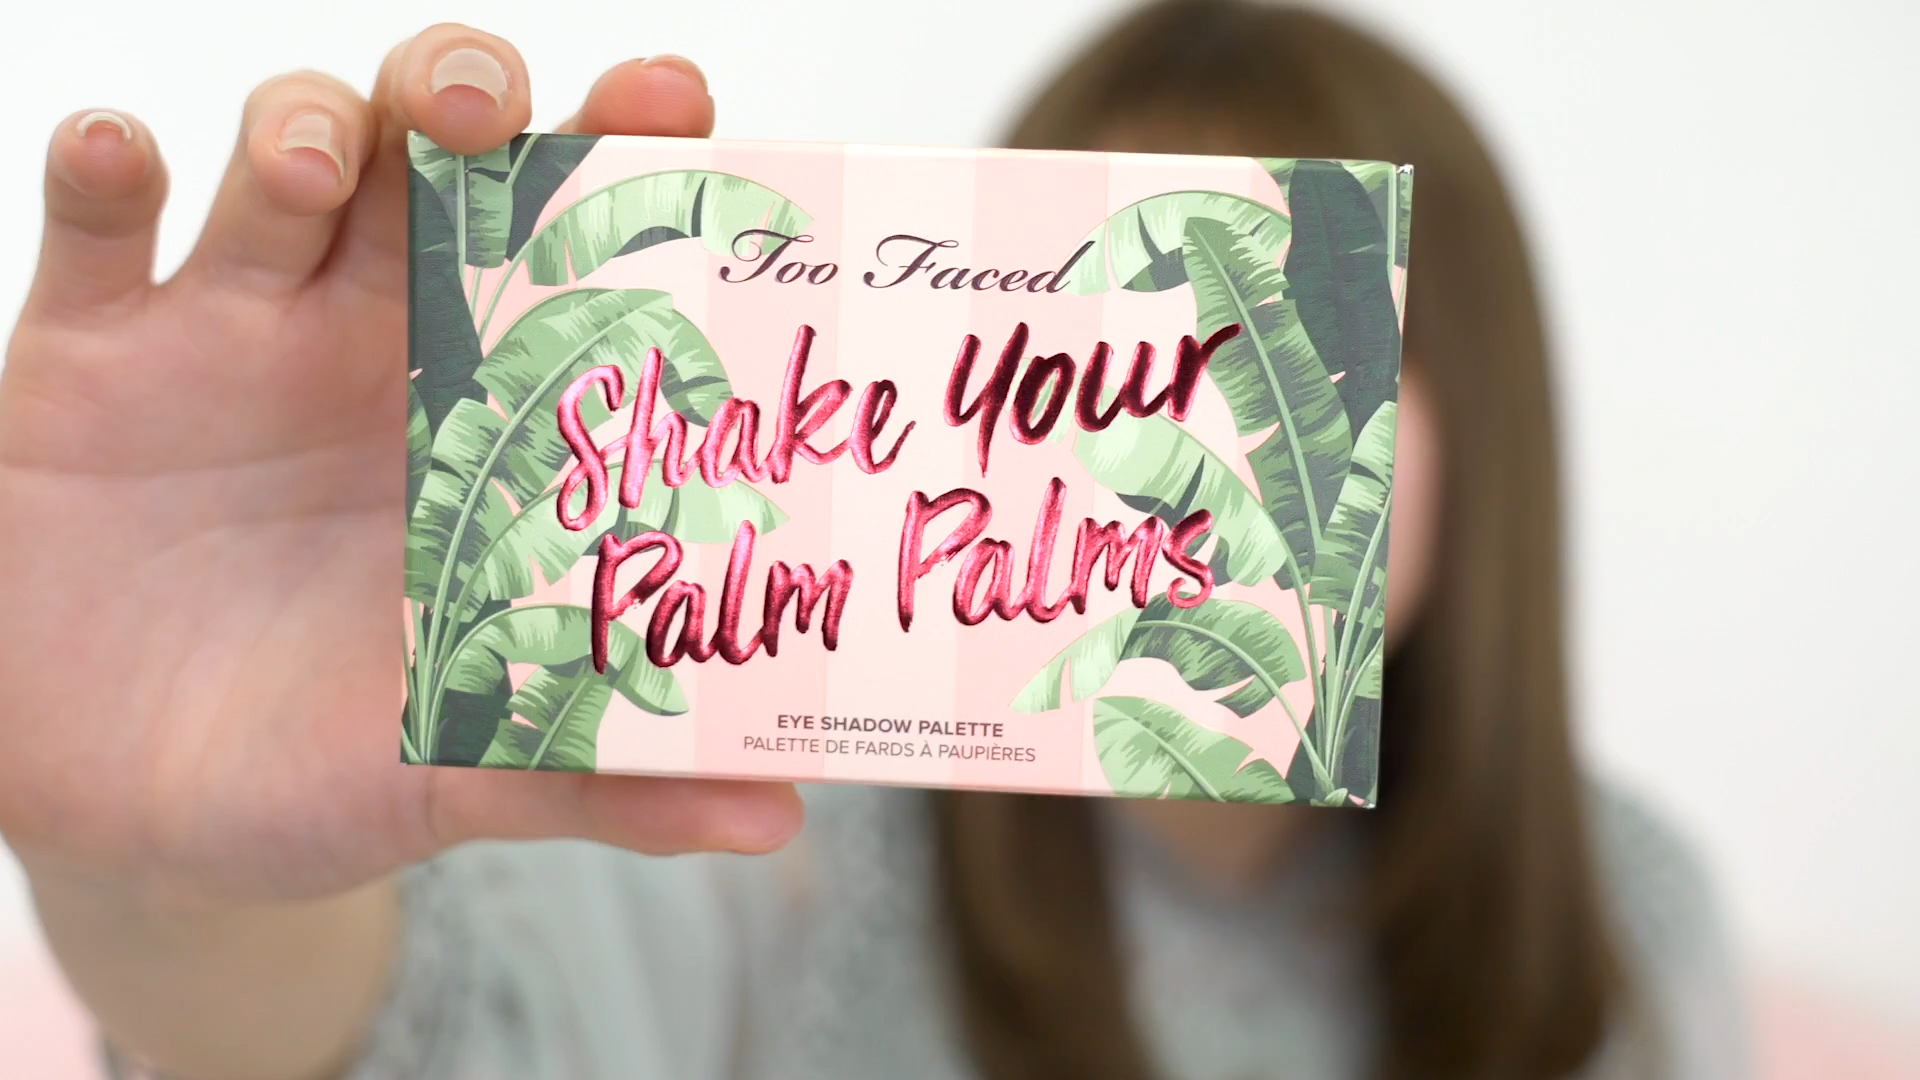 Too Faced
Shake Your
Palm Palms
EYE SHADOW PALETTE
PALETTE DE FARDS À PAUPIÈRES